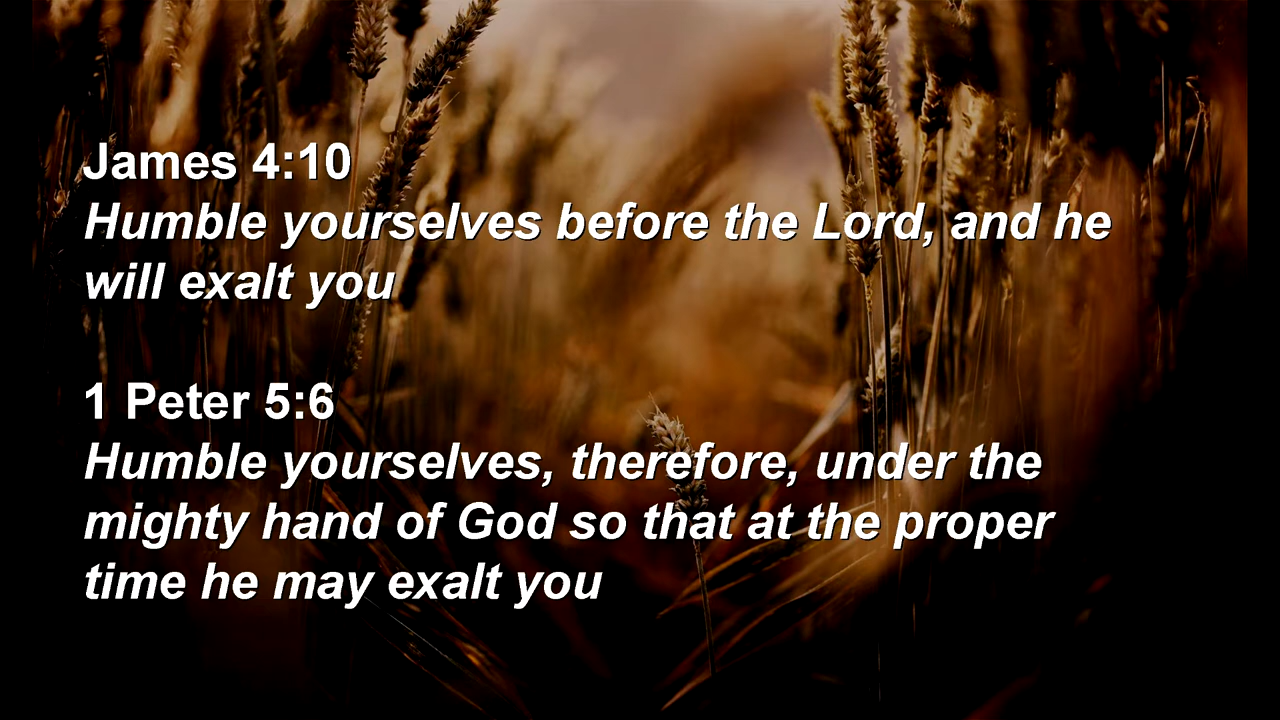 James 4:10
Humble yourselves before the Lord, and he
will exalt you
1 Peter 5:6
Humble yourselves, therefore, under the
mighty hand of God so that at the proper
time he may exalt you